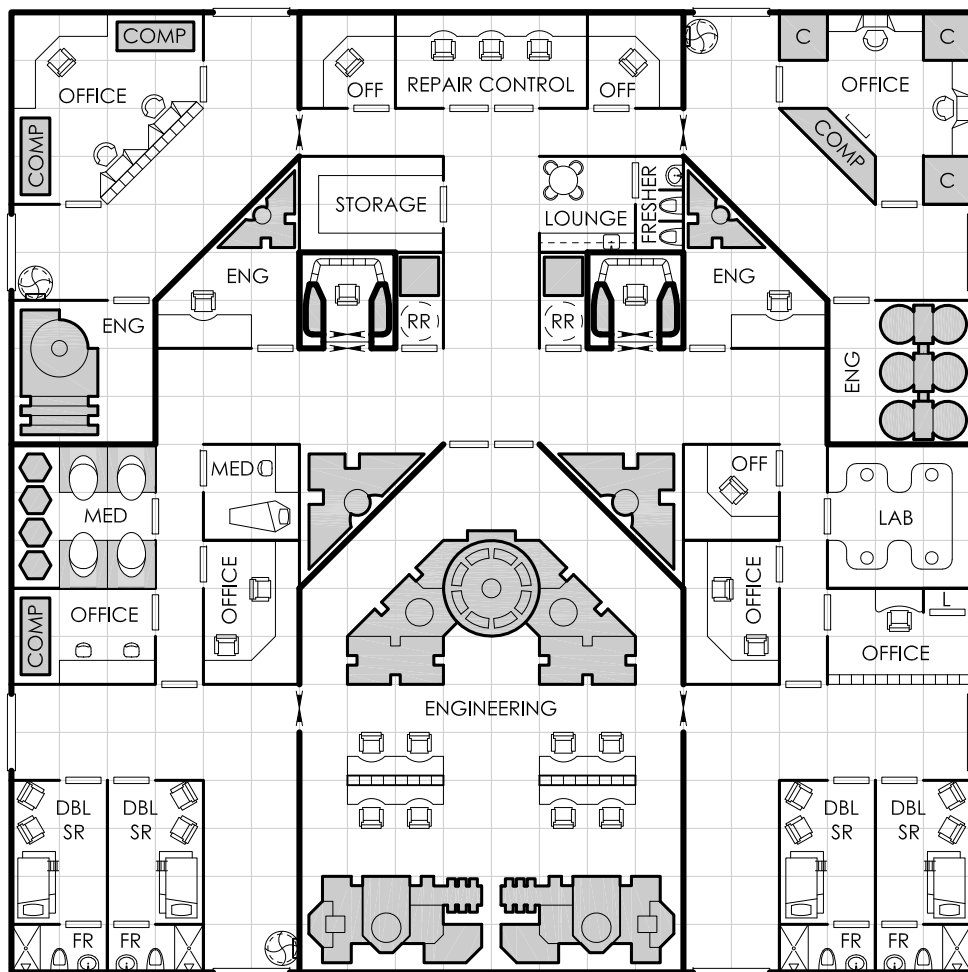 COMP
OFFICE
COMP
OFF
REPAIR CONTROL
OFF
C
C
OFFICE
COMP
C
STORAGE
LOUNGE
FRESHER
ENG
ENG
RR
RR
ENG
ENG
MED
OFF
MED
LAB
OFFICE
OFFICE
COMP
OFFICE
L
OFFICE
ENGINEERING
DBL
SR
DBL
SR
DBL
SR
DBL
SR
FR
FR
FR
FR